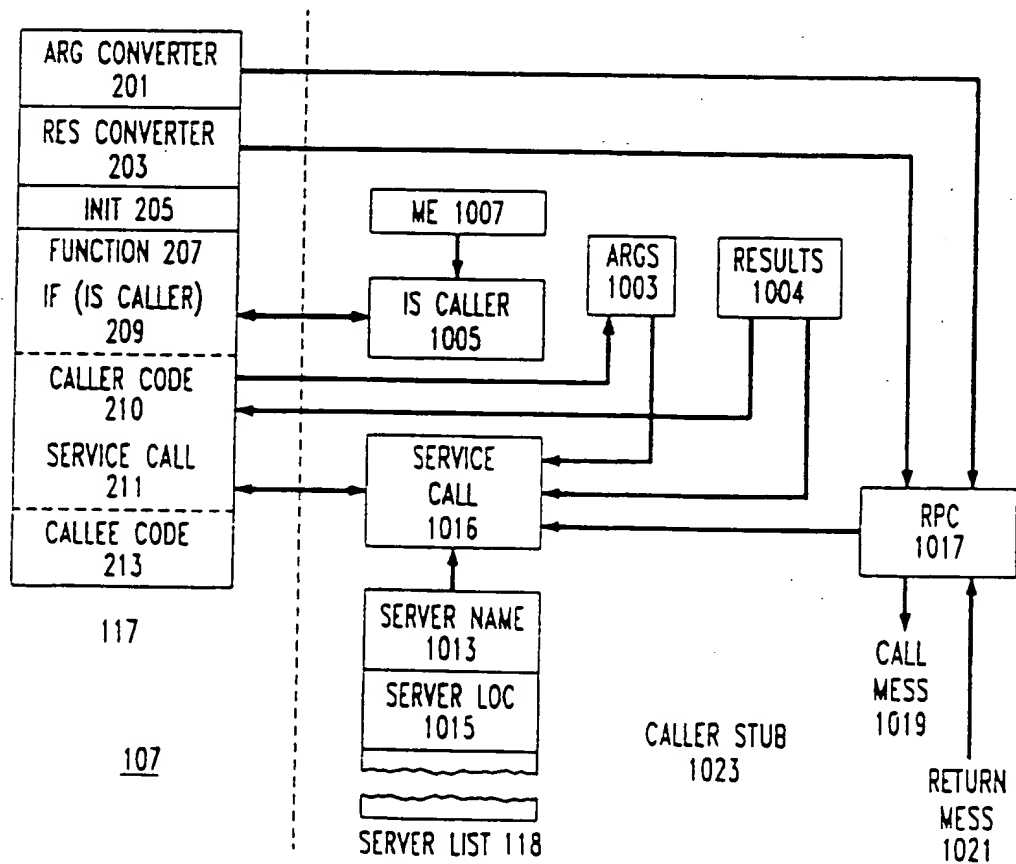 ARG CONVERTER
201
RES CONVERTER
203
INIT 205
FUNCTION 207
IF (IS CALLER)
209
CALLER CODE
210
SERVICE CALL
211
CALLEE CODE
213
117
107
ME 1007
IS CALLER
1005
ARGS
1003
RESULTS
1004
SERVICE
CALL
1016
SERVER NAME
1013
SERVER LOC
1015
SERVER LIST 118
RPC
1017
CALL
MESS
1019
CALLER STUB
1023
RETURN
MESS
1021